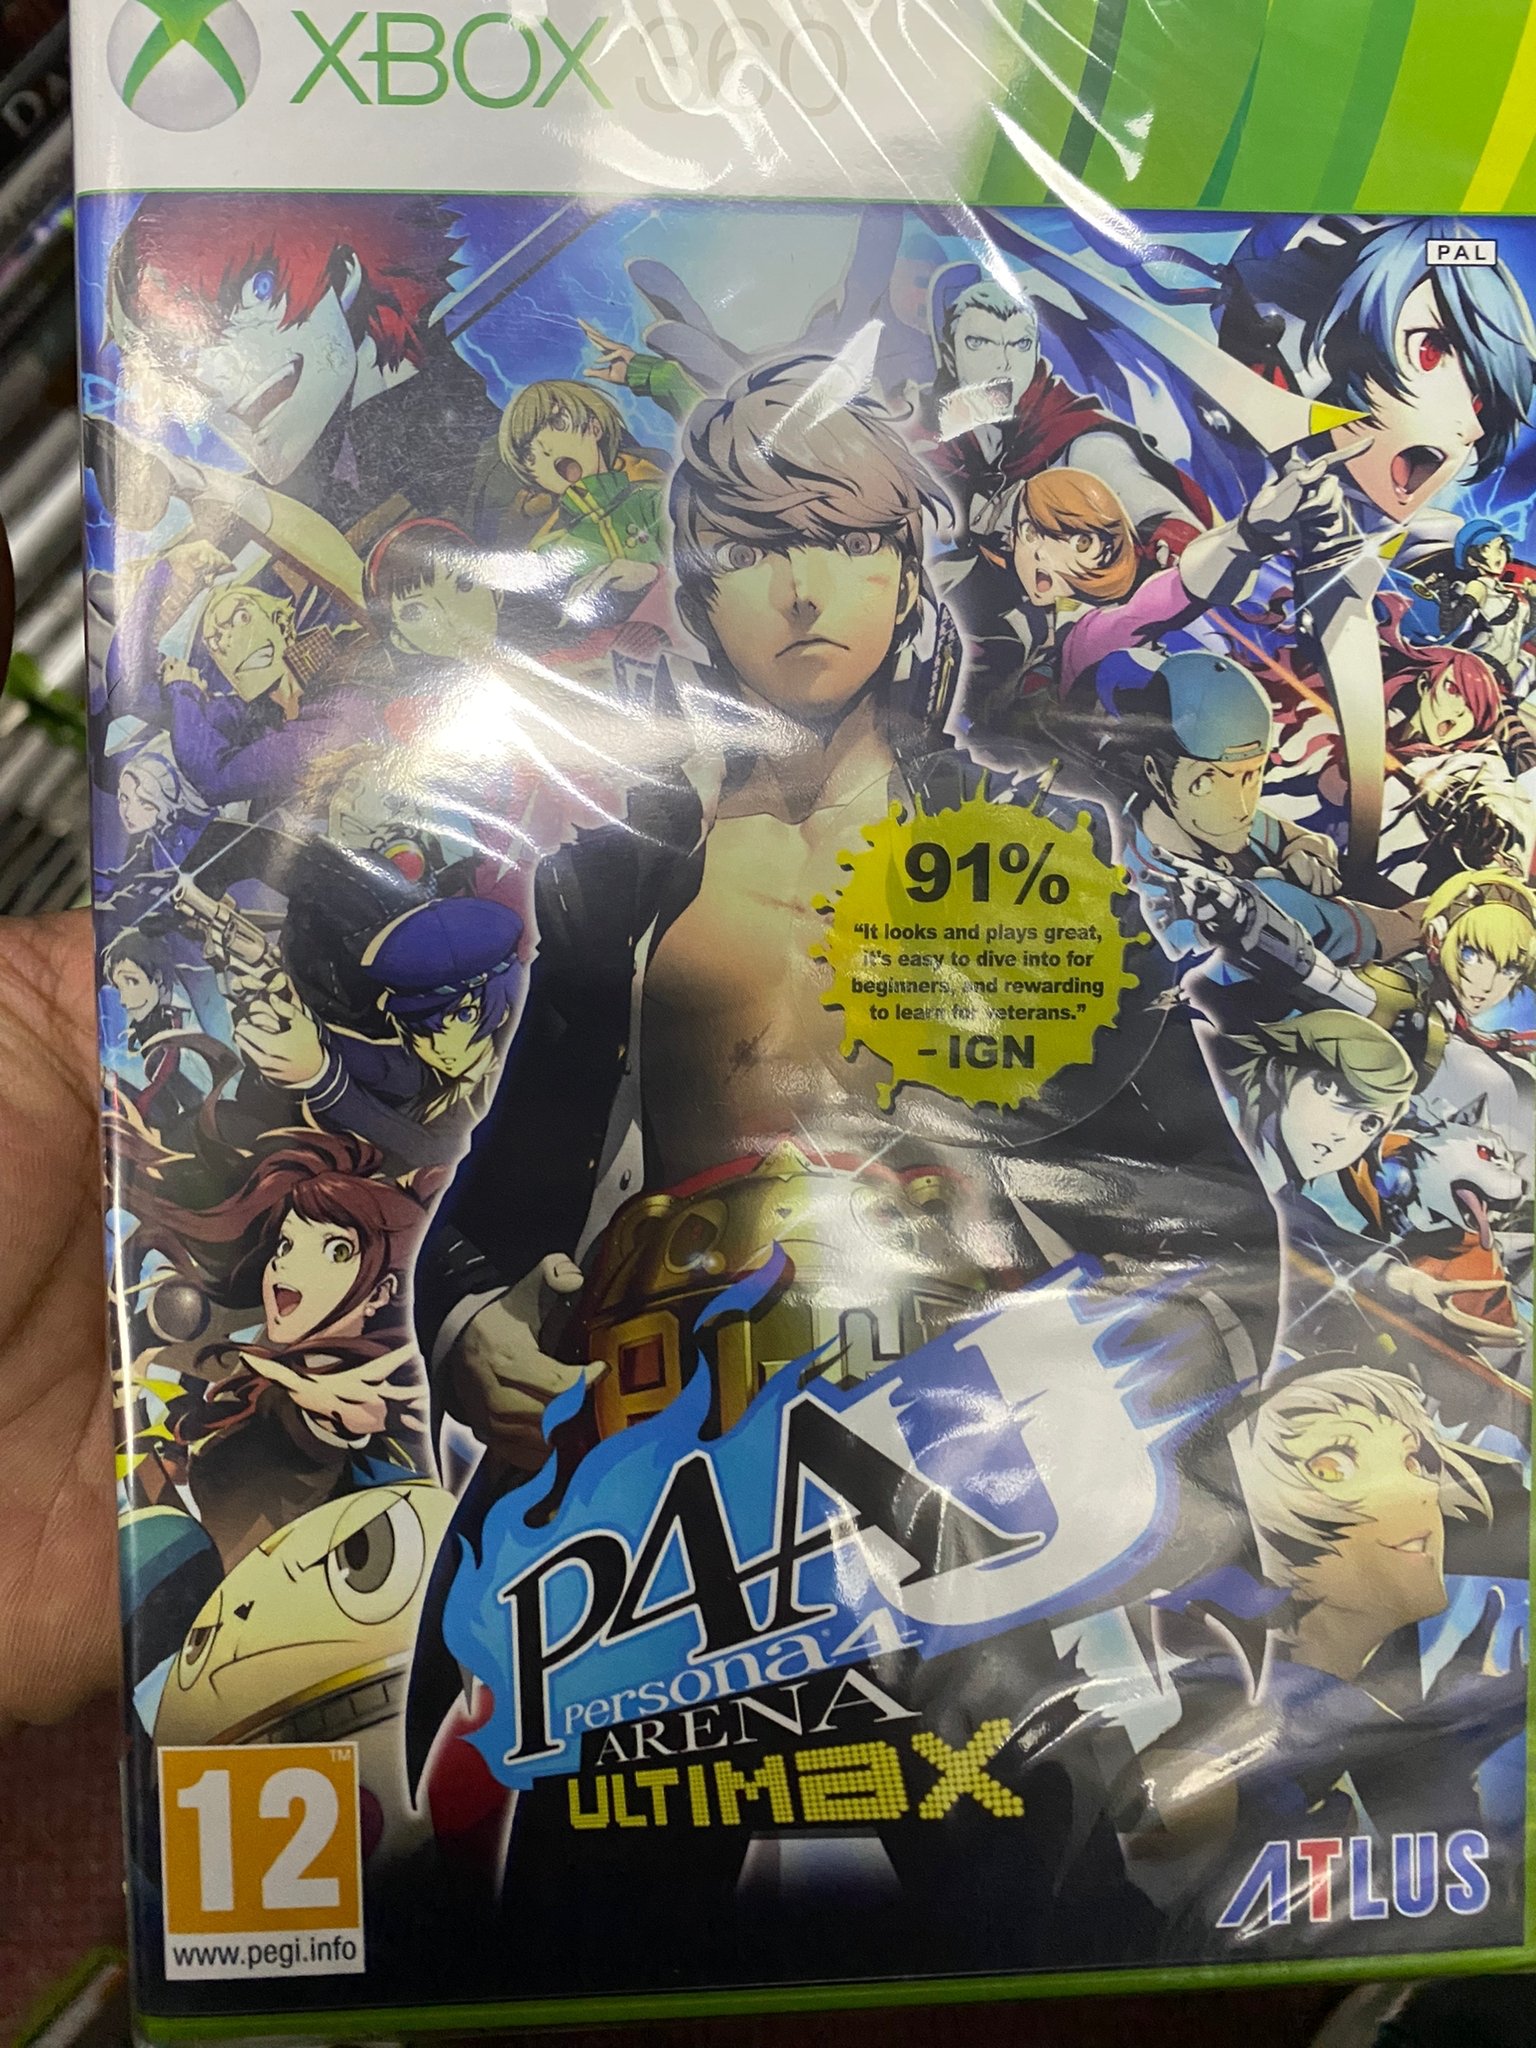 XBOX 360
PAL
91%
“It looks and plays great,
it's easy to dive into for
beginners, and rewarding
to learn for veterans.”
- IGN
P4AU
Persona 4
ARENA
ULTIMAX
12
TM
www.pegi.info
ATLUS